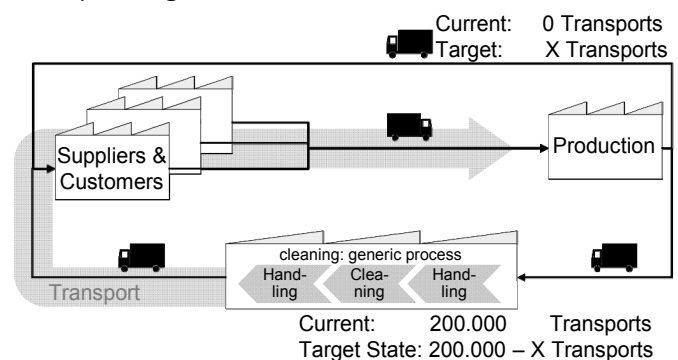 Current: 0 Transports
Target: X Transports
Suppliers &
Customers
Production
cleaning: generic process
Hand-
ling
Clea-
ning
Hand-
ling
Transport
Current: 200.000 Transports
Target State: 200.000 – X Transports